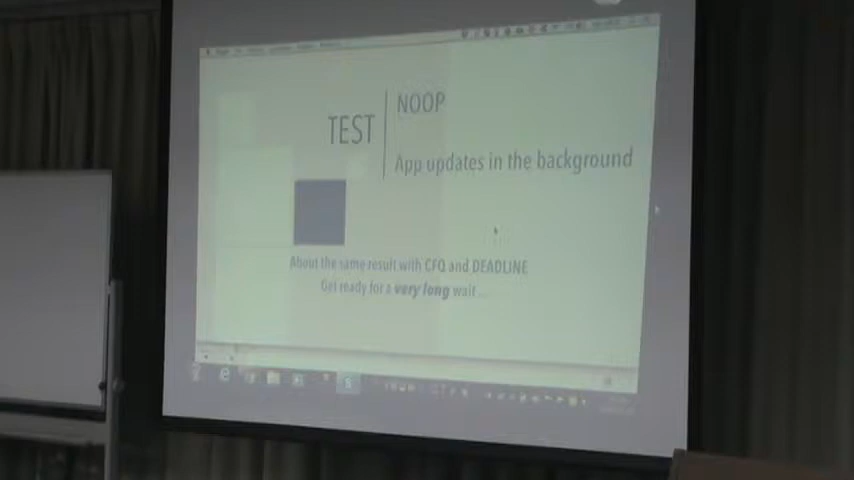 TEST
NOOP
App updates in the background
About the same result with CFQ and DEADLINE
Get ready for a very long wait...